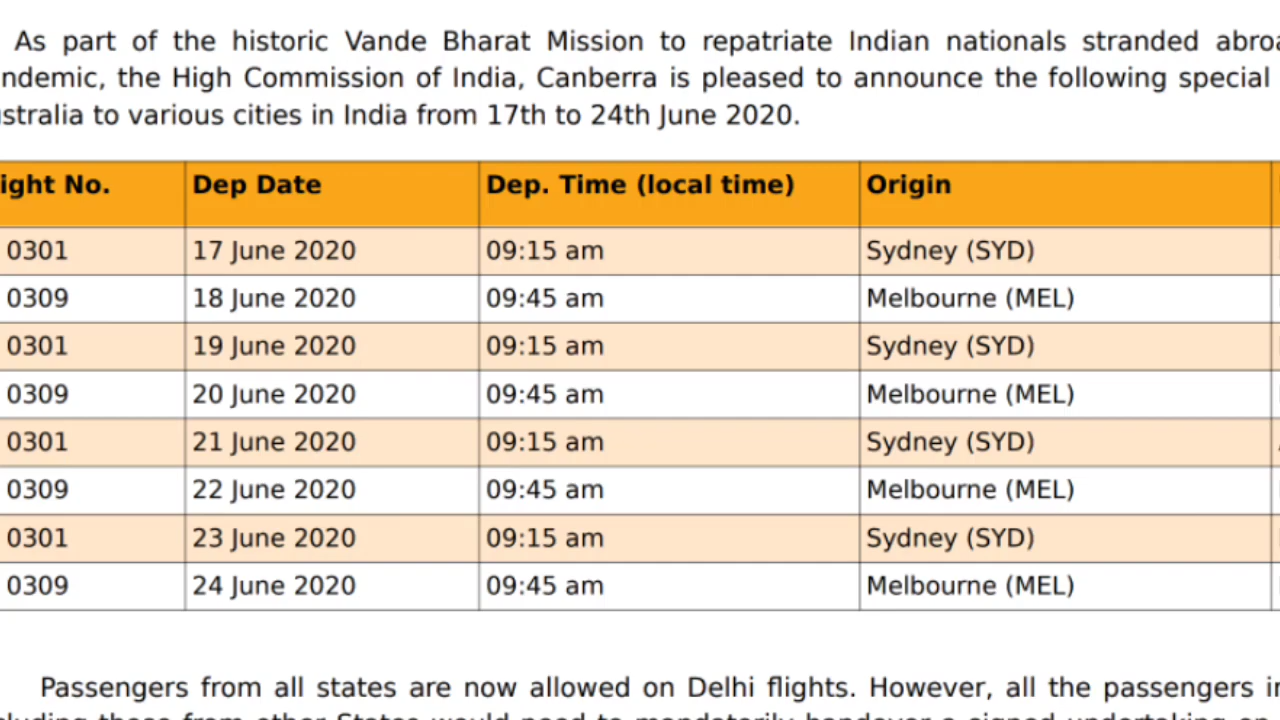 As part of the historic Vande Bharat Mission to repatriate Indian nationals stranded
the High Commission of India, Canberra is pleased to announce the following special
to various cities in India from 17th to 24th June 2020.
No. Dep Date Dep. Time (local time) Origin
0301 17 June 2020 09:15 am Sydney (SYD)
0309 18 June 2020 09:45 am Melbourne (MEL)
0301 19 June 2020 09:15 am Sydney (SYD)
0309 20 June 2020 09:45 am Melbourne (MEL)
0301 21 June 2020 09:15 am Sydney (SYD)
0309 22 June 2020 09:45 am Melbourne (MEL)
0301 23 June 2020 09:15 am Sydney (SYD)
0309 24 June 2020 09:45 am Melbourne (MEL)
Passengers from all states are now allowed on Delhi flights. However, all the passengers